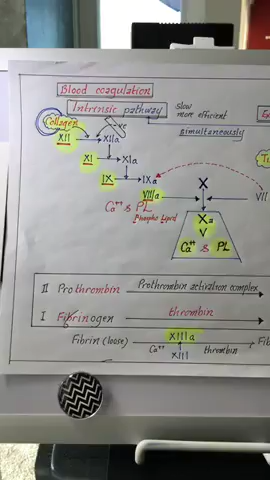 Blood coagulation
Intrinsic pathway
slow
more efficient
simultaneously
Collagen
+ve
XII XIIa
XI XIa
IX IXa
VIIIa X VII
Ca++ & PL
Phospho Lipid
Xa
V
Ca++ & PL
II Prothrombin Prothrombin activation complex
I Fibrinogen thrombin
XIIIa
Fibrin (loose) Ca++ thrombin
XIII